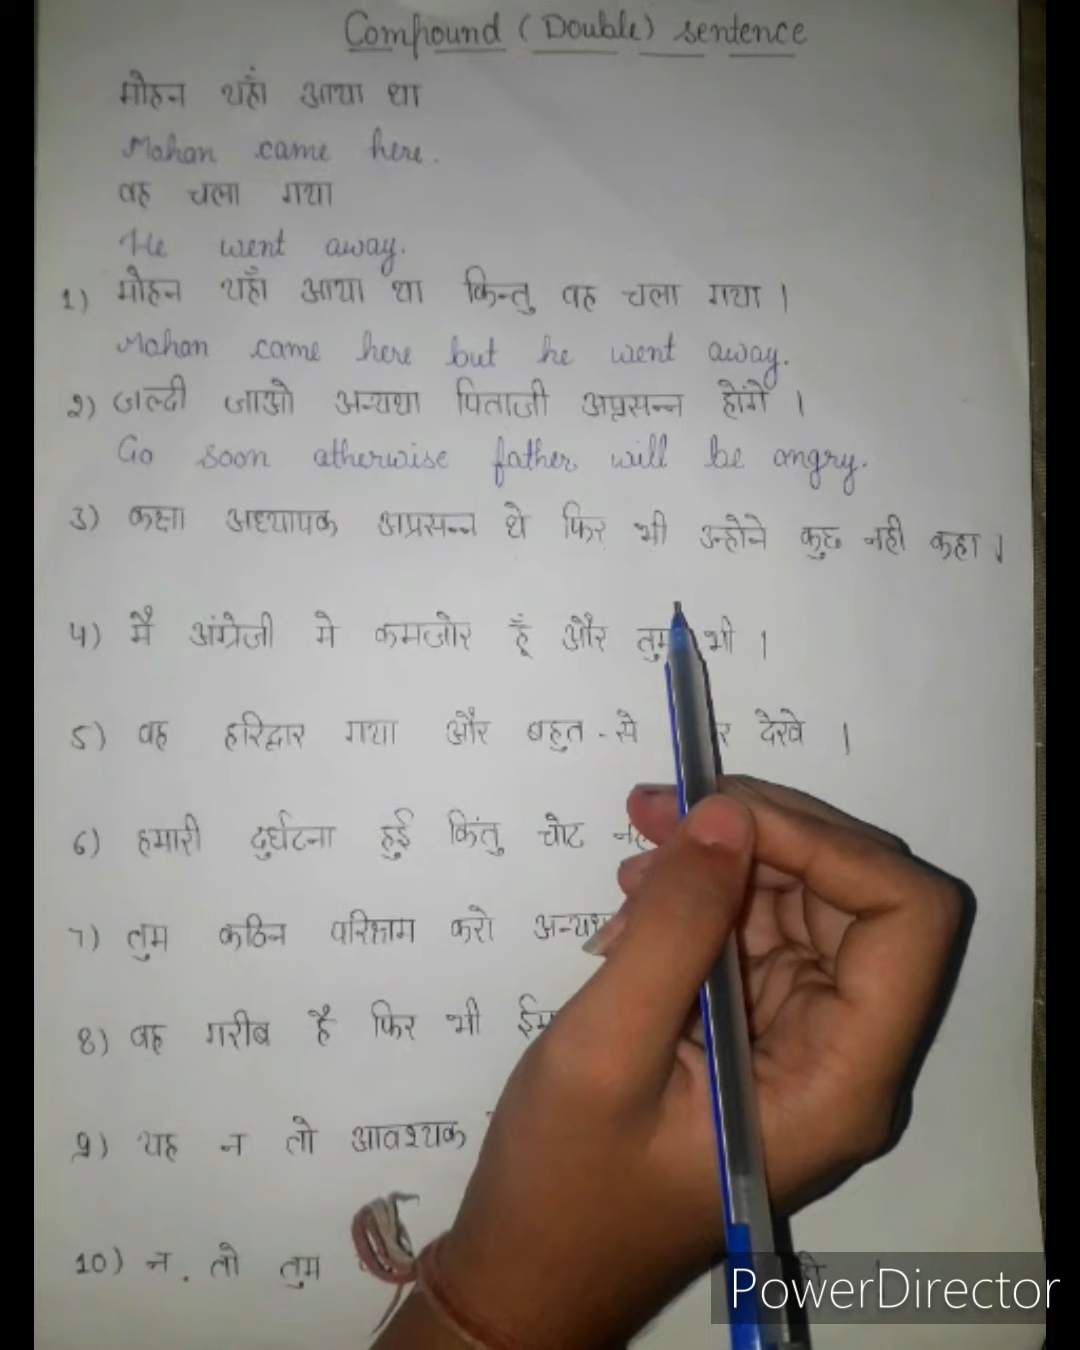 Compound (Double) sentence
मोहन यहाँ आया था
Mohan came here.
वह चला गया
He went away.
1) मोहन यहाँ आया था किन्तु वह चला गया ।
Mohan came here but he went away.
2) जल्दी जाओ अन्यथा पिताजी अप्रसन्न होगें ।
Go soon otherwise father will be angry.
3) कक्षा अध्यापक अप्रसन्न थे फिर भी उन्होने कुछ नही कहा ।
4) मै अंग्रेजी मे कमजोर हूँ और तुम भी ।
5) वह हरिद्वार गया और बहुत-से देखे ।
6) हमारी दुर्घटना हुई किंतु चोट
7) तुम कठिन परिश्रम करो
8) वह गरीब है फिर भी
9) यह न तो आवश्यक
10) न. तो तुम
PowerDirector